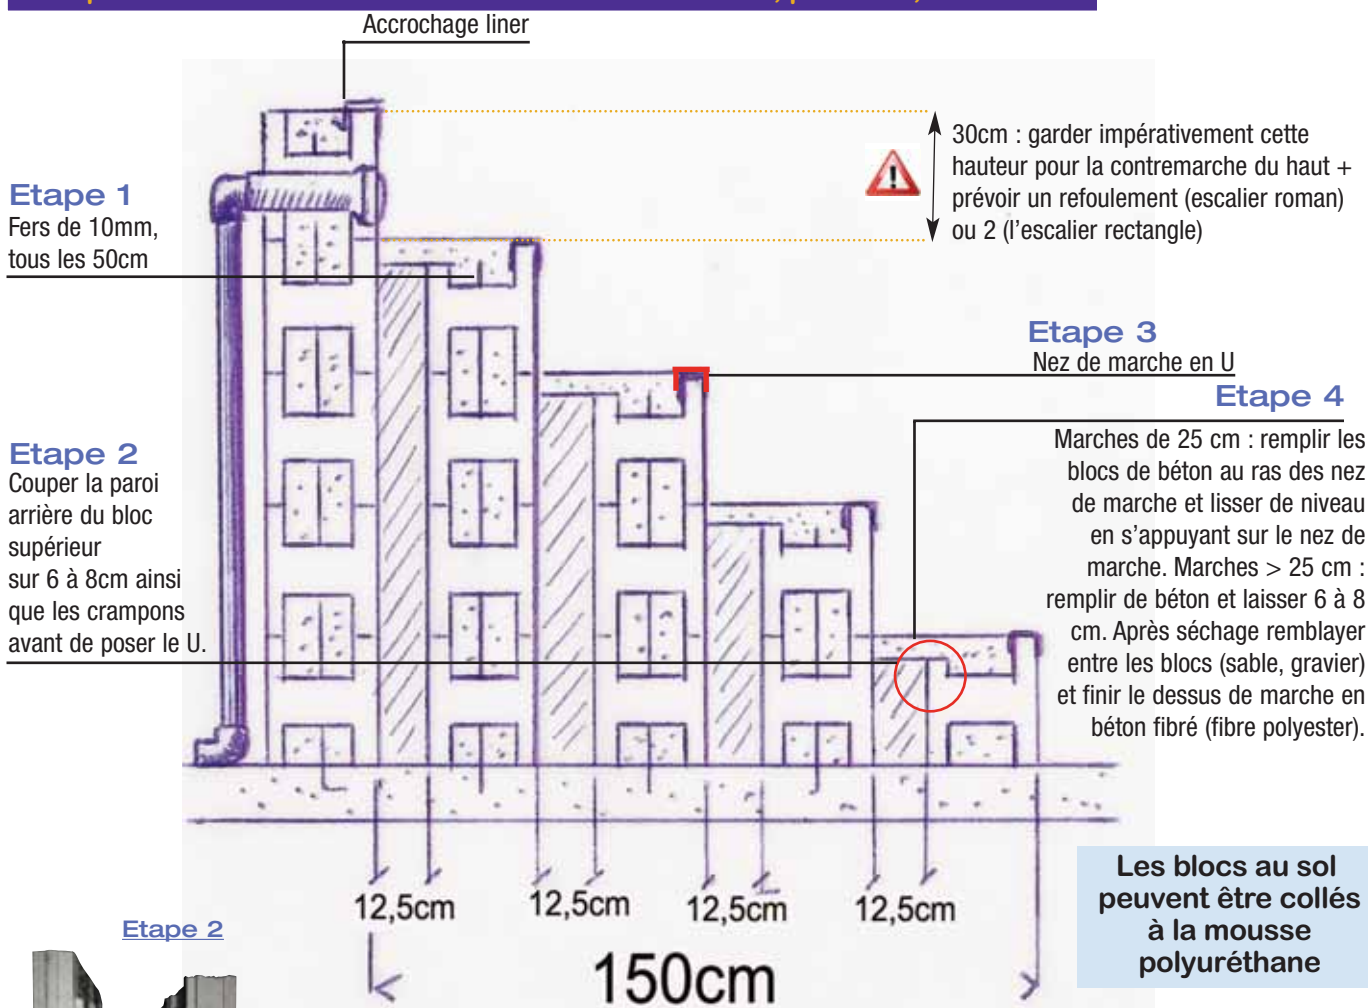 Accrochage liner
30cm : garder impérativement cette
hauteur pour la contremarche du haut +
prévoir un refoulement (escalier roman)
ou 2 (l'escalier rectangle)
Etape 1
Fers de 10mm,
tous les 50cm
Etape 3
Nez de marche en U
Etape 4
Marches de 25 cm : remplir les
blocs de béton au ras des nez
de marche et lisser de niveau
en s'appuyant sur le nez de
marche. Marches > 25 cm :
remplir de béton et laisser 6 à 8
cm. Après séchage remblayer
entre les blocs (sable, gravier)
et finir le dessus de marche en
béton fibré (fibre polyester).
Etape 2
Couper la paroi
arrière du bloc
supérieur
sur 6 à 8cm ainsi
que les crampons
avant de poser le U.
12,5cm 12,5cm 12,5cm 12,5cm
150cm
Les blocs au sol
peuvent être collés
à la mousse
polyuréthane
Etape 2